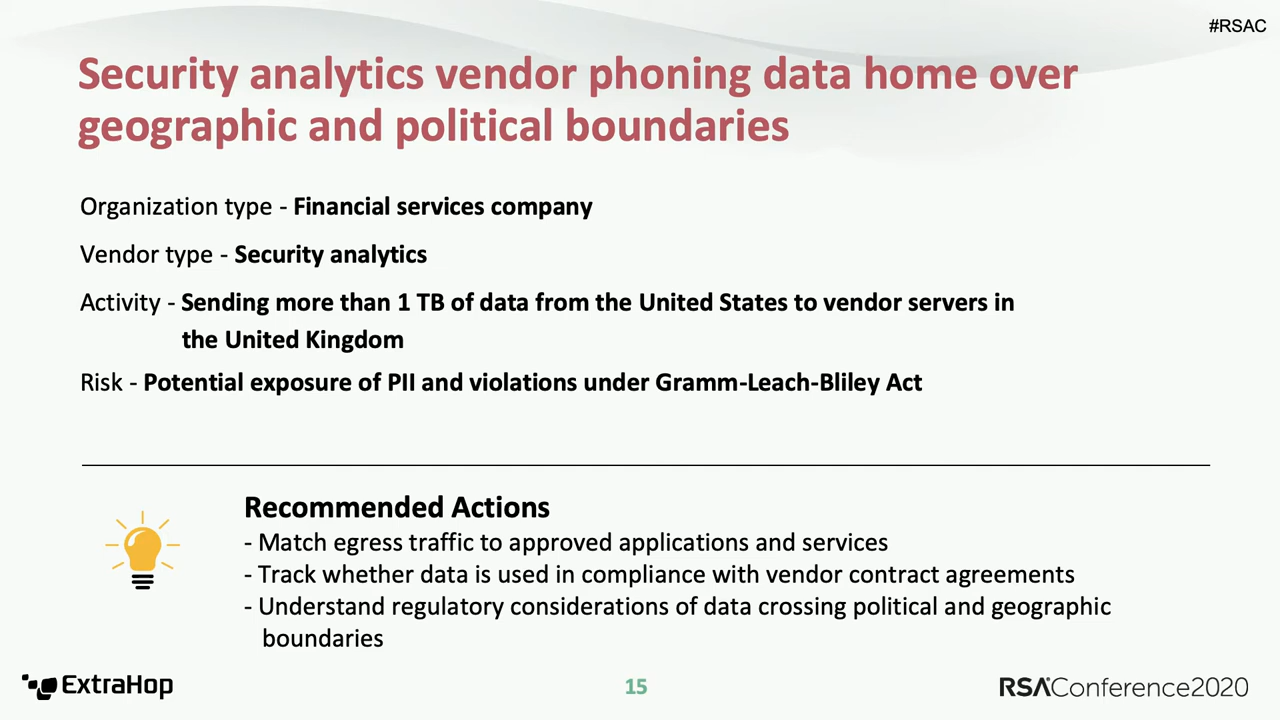 #RSAC
Security analytics vendor phoning data home over
geographic and political boundaries
Organization type - Financial services company
Vendor type - Security analytics
Activity - Sending more than 1 TB of data from the United States to vendor servers in
the United Kingdom
Risk - Potential exposure of PII and violations under Gramm-Leach-Bliley Act
Recommended Actions
- Match egress traffic to approved applications and services
- Track whether data is used in compliance with vendor contract agreements
- Understand regulatory considerations of data crossing political and geographic
boundaries
ExtraHop
15
RSAConference2020